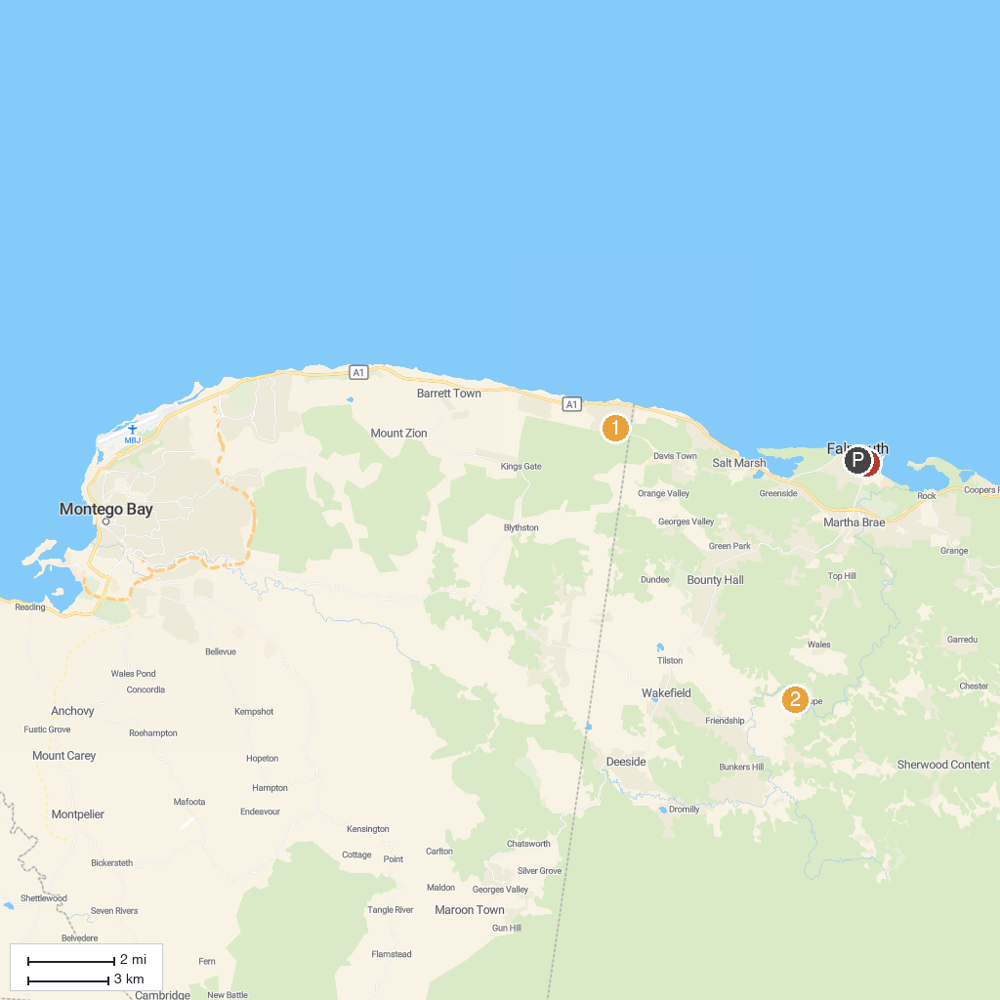 A1
Barrett Town
A1
1
Mount Zion
MBJ
Falmouth
P
Davis Town
Salt Marsh
Kings Gate
Orange Valley
Greenside
Rock
Coopers P
Montego Bay
Georges Valley
Martha Brae
Blythston
Green Park
Grange
Dundee
Bounty Hall
Top Hill
Reading
Garredu
Wales
Bellevue
Tilston
Wales Pond
Chester
Concordia
Wakefield
2
ope
Anchovy
Kempshot
Friendship
Fustic Grove
Roehampton
Mount Carey
Hopeton
Deeside
Bunkers Hill
Sherwood Content
Hampton
Mafoota
Endeavour
Dromilly
Montpelier
Kensington
Chatsworth
Cottage
Point
Carlton
Bickersteth
Silver Grove
Maldon
Georges Valley
Shettlewood
Seven Rivers
Tangle River
Maroon Town
Gun Hill
Belvedere
Flamstead
2 mi
Fern
3 km
Cambridge
New Battle